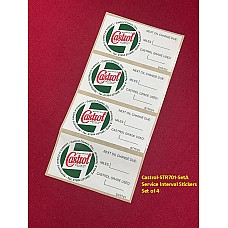 NEXT OIL CHANGE DUE
Castrol
MILES
CASTROL GRADE USED
NEXT OIL CHANGE DUE
Castrol
MILES
CASTROL GRADE USED
NEXT OIL CHANGE DUE
Castrol
MILES
CASTROL GRADE USED
NEXT OIL CHANGE DUE
Castrol
MILES
CASTROL GRADE USED
Castrol-STR701-SetA
Service Interval Stickers
Set of 4